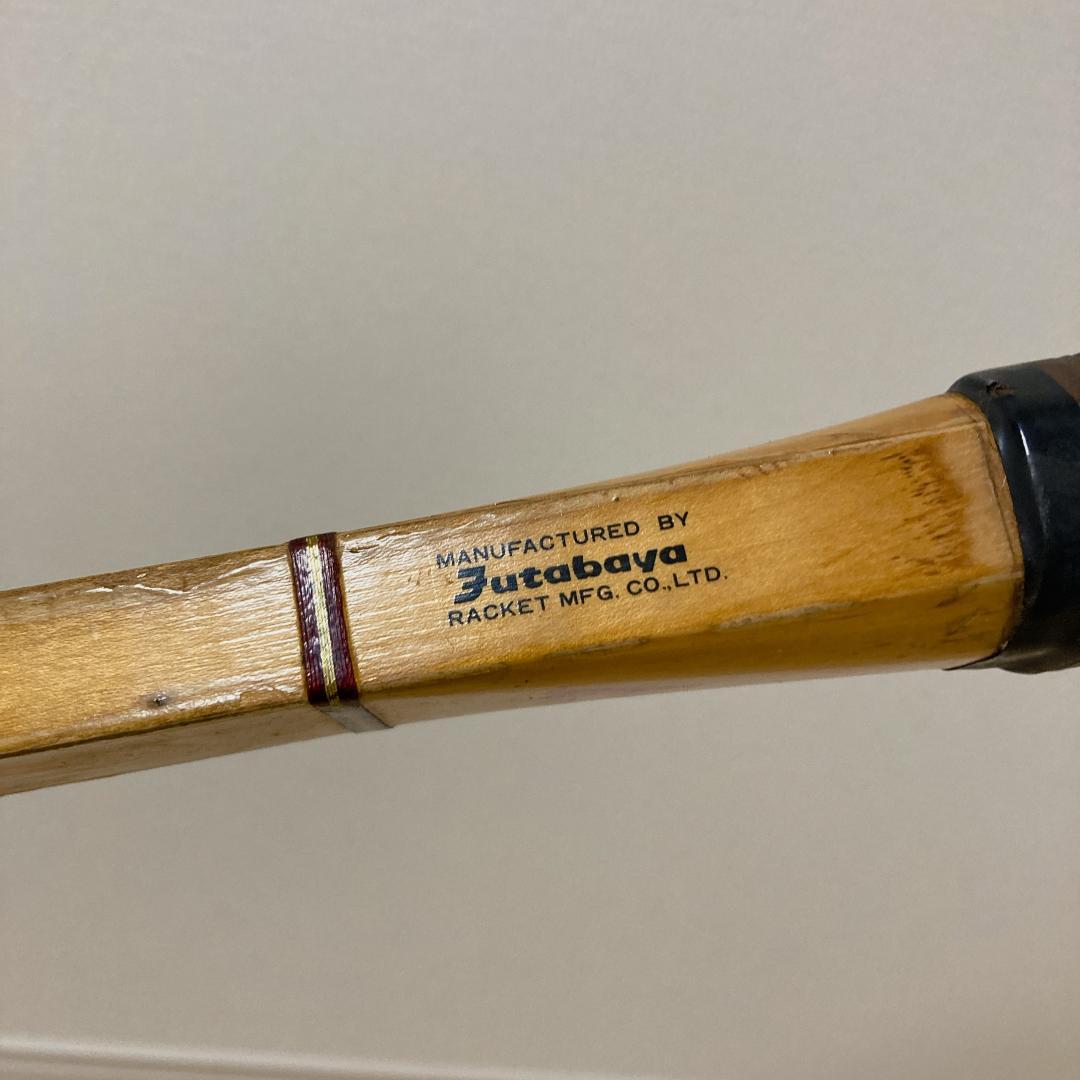 MANUFACTURED BY
Futabaya
RACKET MFG. CO.,LTD.